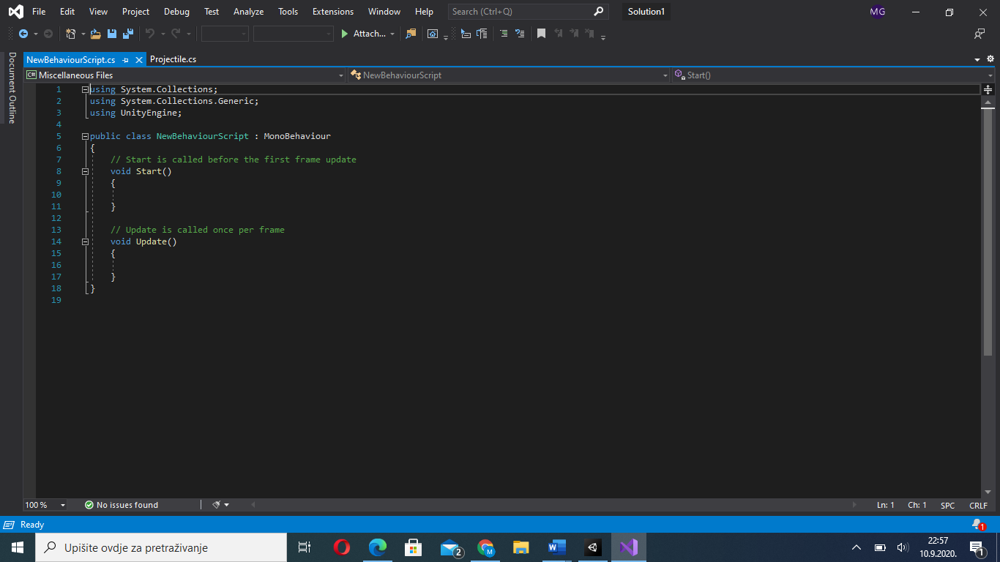 File Edit View Project Debug Test Analyze Tools Extensions Window Help Search (Ctrl+Q) Solution1 MG
Attach...
Document Outline
NewBehaviourScript.cs Projectile.cs
C# Miscellaneous Files NewBehaviourScript Start()
1 using System.Collections;
2 using System.Collections.Generic;
3 using UnityEngine;
4
5 public class NewBehaviourScript : MonoBehaviour
6 {
7 // Start is called before the first frame update
8 void Start()
9 {
10
11 }
12
13 // Update is called once per frame
14 void Update()
15 {
16
17 }
18 }
19
100 % No issues found Ln: 1 Ch: 1 SPC CRLF
Ready 1
Upišite ovdje za pretraživanje 2 M W 22:57 1
10.9.2020.